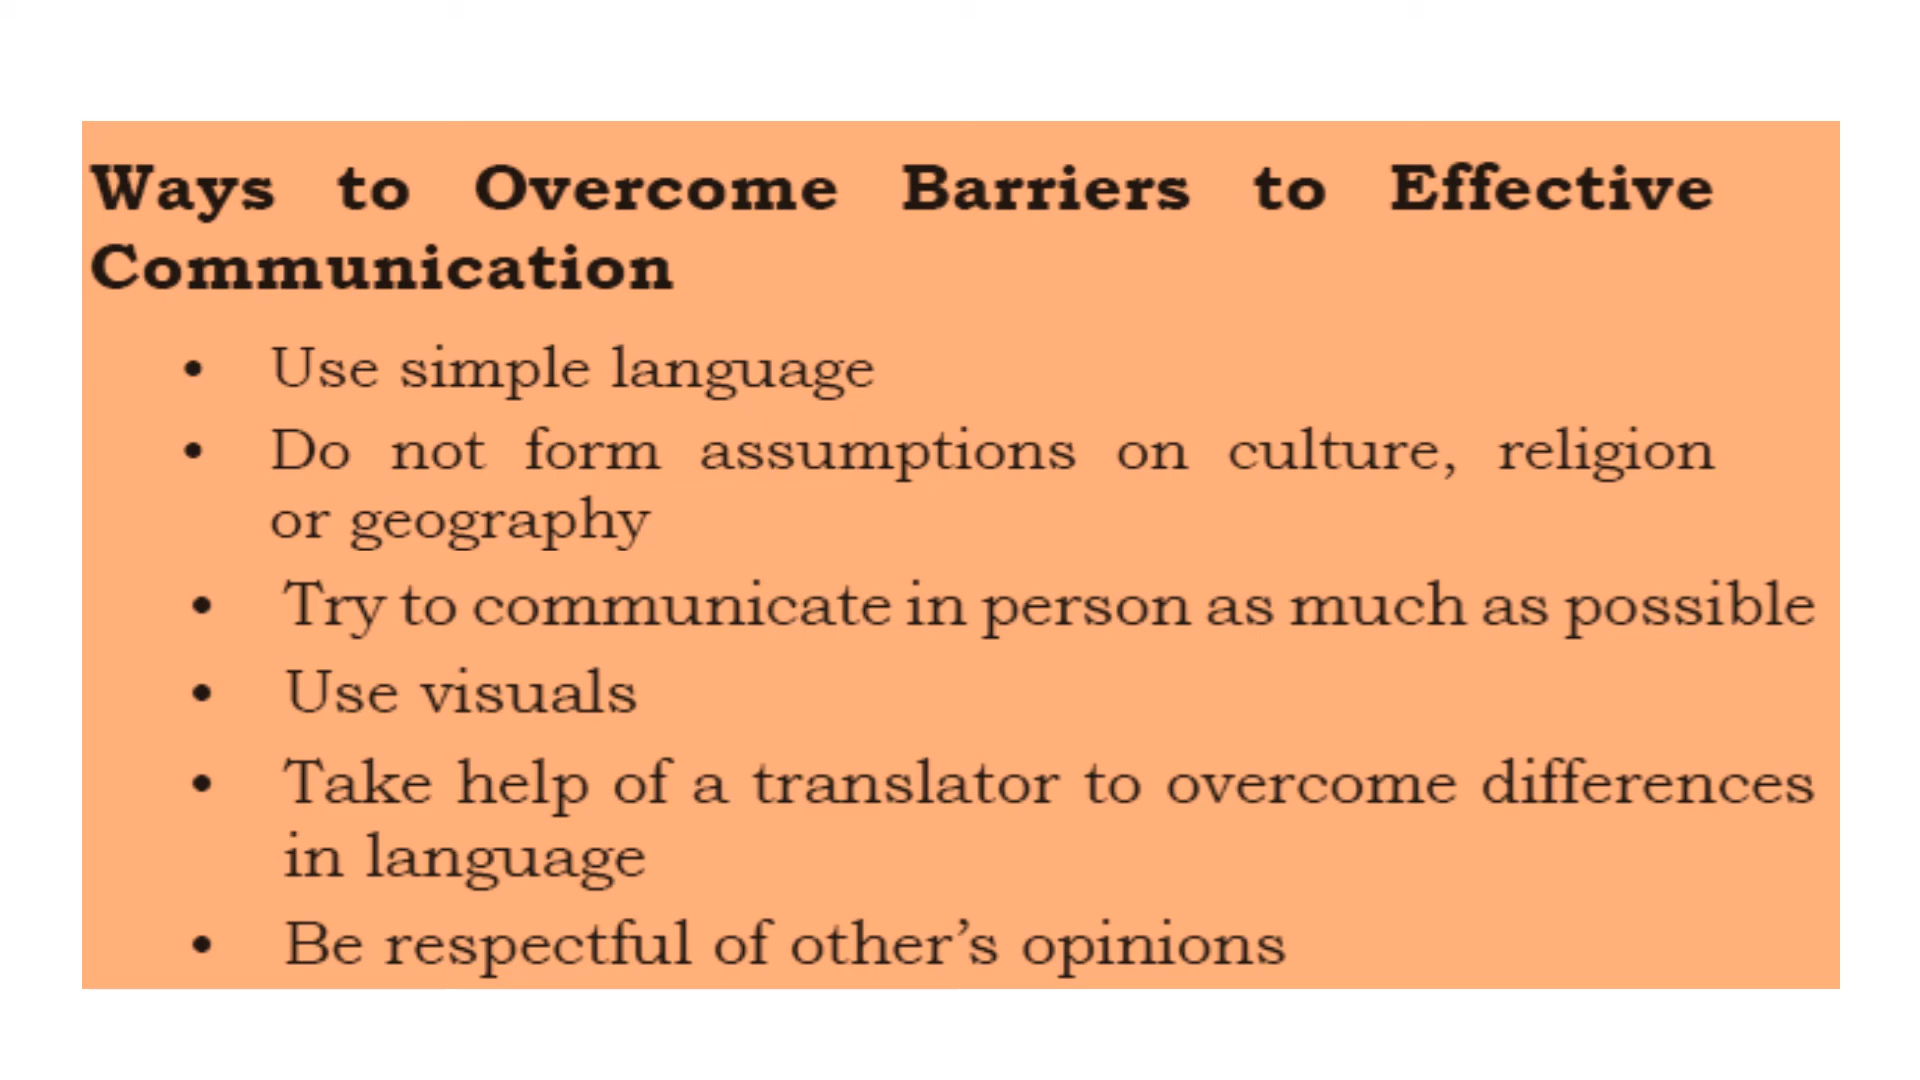 Ways to Overcome Barriers to Effective
Communication
• Use simple language
• Do not form assumptions on culture, religion
or geography
• Try to communicate in person as much as possible
• Use visuals
• Take help of a translator to overcome differences
in language
• Be respectful of other’s opinions